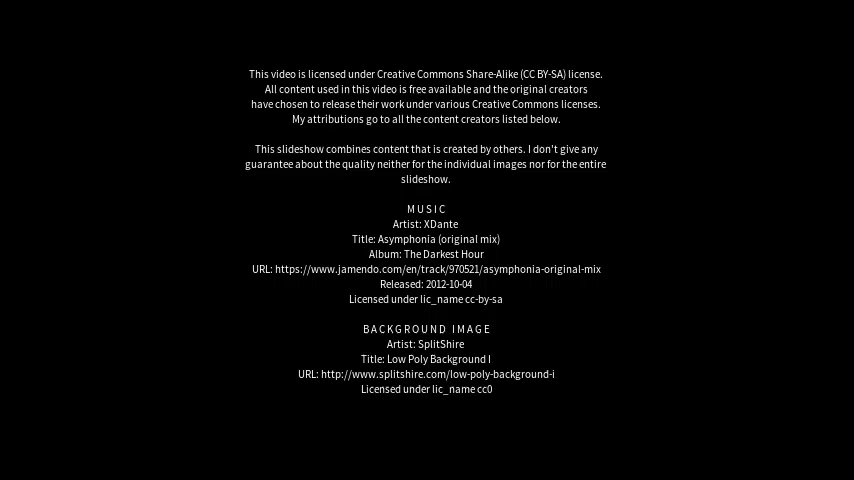 This video is licensed under Creative Commons Share-Alike (CC BY-SA) license.
All content used in this video is free available and the original creators
have chosen to release their work under various Creative Commons licenses.
My attributions go to all the content creators listed below.
This slideshow combines content that is created by others. I don't give any
guarantee about the quality neither for the individual images nor for the entire
slideshow.
MUSIC
Artist: XDante
Title: Asymphonia (original mix)
Album: The Darkest Hour
URL: https://www.jamendo.com/en/track/970521/asymphonia-original-mix
Released: 2012-10-04
Licensed under lic_name cc-by-sa
BACKGROUND IMAGE
Artist: SplitShire
Title: Low Poly Background I
URL: http://www.splitshire.com/low-poly-background-i
Licensed under lic_name cc0